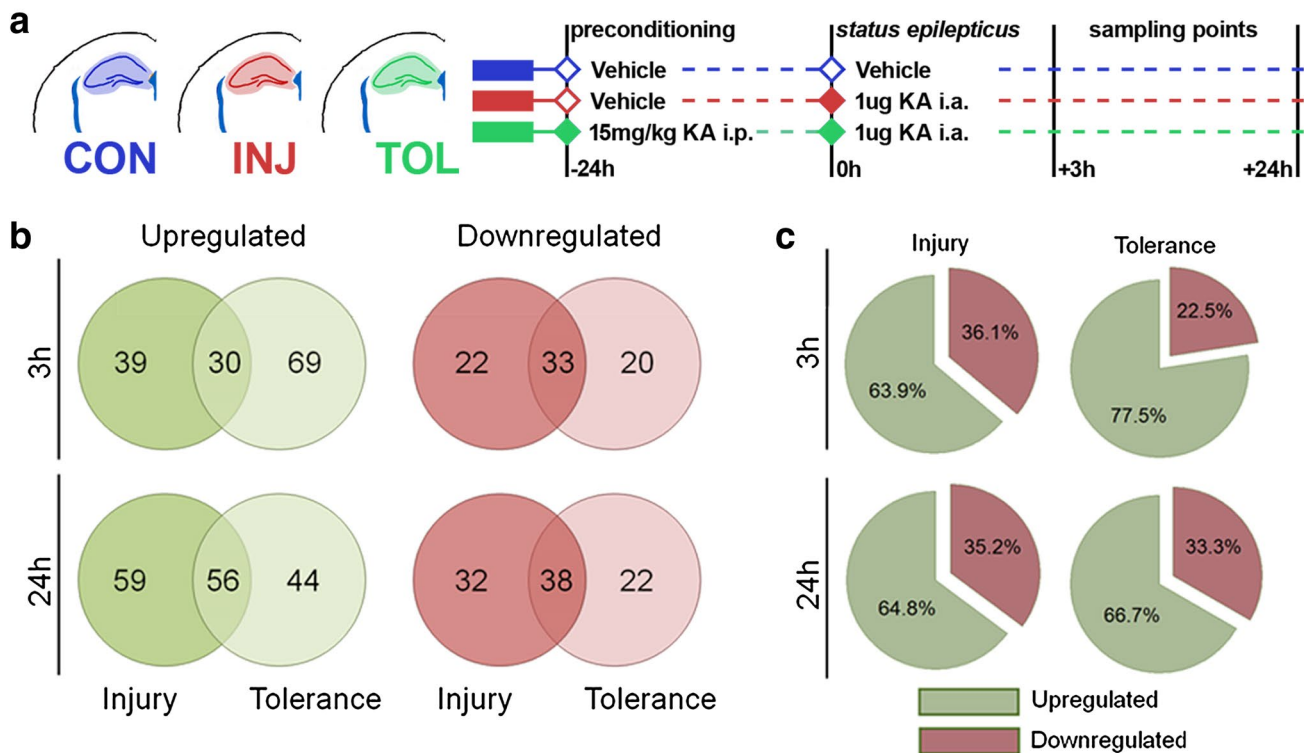 a
CON INJ TOL
preconditioning status epilepticus sampling points
Vehicle Vehicle
Vehicle 1ug KA i.a.
15mg/kg KA i.p. 1ug KA i.a.
-24h 0h +3h +24h
b
Upregulated Downregulated
3h
39 30 69 22 33 20
24h
59 56 44 32 38 22
Injury Tolerance Injury Tolerance
c
Injury Tolerance
3h
36.1% 22.5%
63.9% 77.5%
24h
35.2% 33.3%
64.8% 66.7%
Upregulated
Downregulated